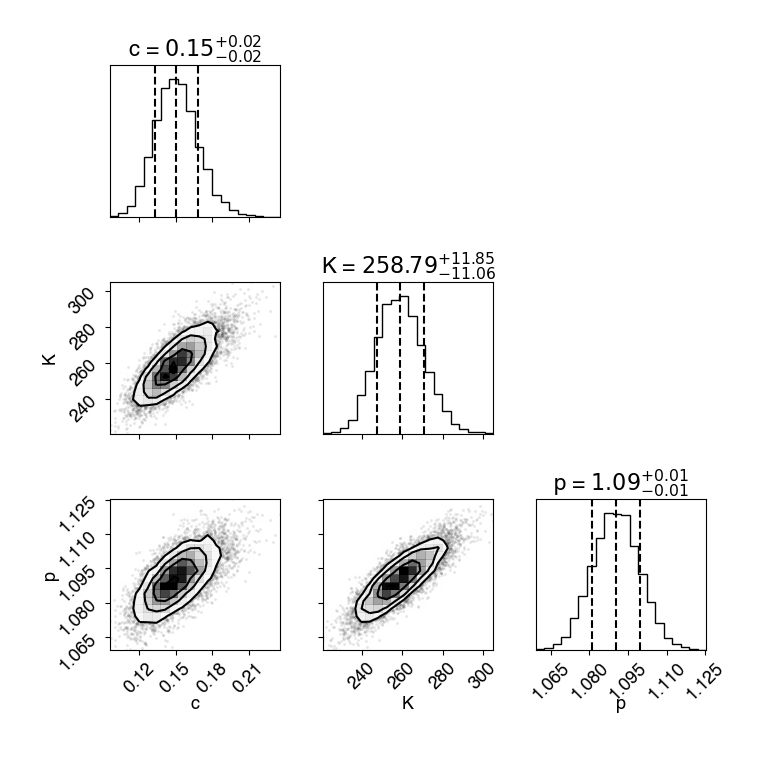 c = 0.15+0.02−0.02
300
280
260
240
K
K = 258.79+11.85−11.06
1.125
1.110
1.095
1.080
1.065
p
p = 1.09+0.01−0.01
0.12 0.15 0.18 0.21
c
240 260 280 300
K
1.065 1.080 1.095 1.110 1.125
p